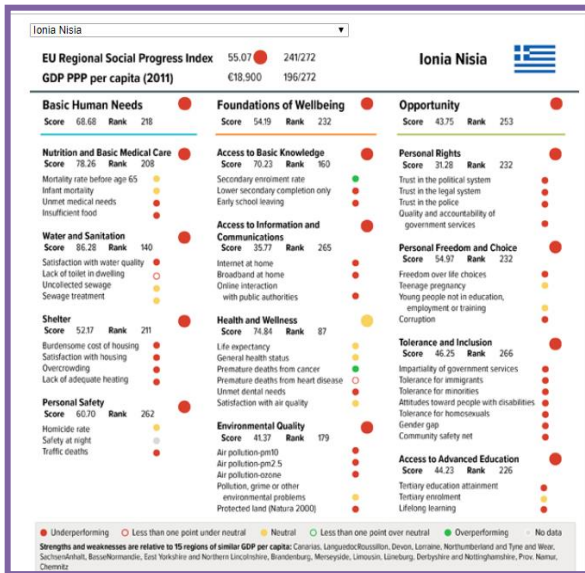 Ionia Nisia
EU Regional Social Progress Index 55.07 241/272
GDP PPP per capita (2011) €18.900 196/272
Ionia Nisia
Basic Human Needs
Score 68.68 Rank 218
Nutrition and Basic Medical Care
Score 78.26 Rank 208
Mortality rate before age 65
Infant mortality
Unmet medical needs
Insufficient food
Water and Sanitation
Score 86.28 Rank 140
Satisfaction with water quality
Lack of toilet in dwelling
Uncollected sewage
Sewage treatment
Shelter
Score 52.17 Rank 211
Burdensome cost of housing
Satisfaction with housing
Overcrowding
Lack of adequate heating
Personal Safety
Score 60.70 Rank 262
Homicide rate
Safety at night
Traffic deaths
Foundations of Wellbeing
Score 54.19 Rank 232
Access to Basic Knowledge
Score 70.23 Rank 160
Secondary enrolment rate
Lower secondary completion only
Early school leaving
Access to Information and
Communications
Score 35.77 Rank 265
Internet at home
Broadband at home
Online interaction
with public authorities
Health and Wellness
Score 74.84 Rank 87
Life expectancy
General health status
Premature deaths from cancer
Premature deaths from heart disease
Unmet dental needs
Satisfaction with air quality
Environmental Quality
Score 41.37 Rank 179
Air pollution-pm10
Air pollution-pm2.5
Air pollution-ozone
Pollution, grime or other
environmental problems
Protected land (Natura 2000)
Opportunity
Score 43.75 Rank 253
Personal Rights
Score 31.28 Rank 232
Trust in the political system
Trust in the legal system
Trust in the police
Quality and accountability of
government services
Personal Freedom and Choice
Score 54.97 Rank 232
Freedom over life choices
Teenage pregnancy
Young people not in education,
employment or training
Corruption
Tolerance and Inclusion
Score 46.25 Rank 266
Impartiality of government services
Tolerance for immigrants
Tolerance for minorities
Attitudes toward people with disabilities
Tolerance for homosexuals
Gender gap
Community safety net
Access to Advanced Education
Score 44.23 Rank 226
Tertiary education attainment
Tertiary enrolment
Lifelong learning
Underperforming Less than one point under neutral Neutral Less than one point over neutral Overperforming No data
Strengths and weaknesses are relative to 15 regions of similar GDP per capita: Canarias, LanguedocRoussillon, Devon, Lorraine, Northumberland and Tyne and Wear,
SachsenAnhalt, BasseNormandie, East Yorkshire and Northern Lincolnshire, Brandenburg, Merseyside, Limousin, Lüneburg, Derbyshire and Nottinghamshire, Prov. Namur,
Chemnitz